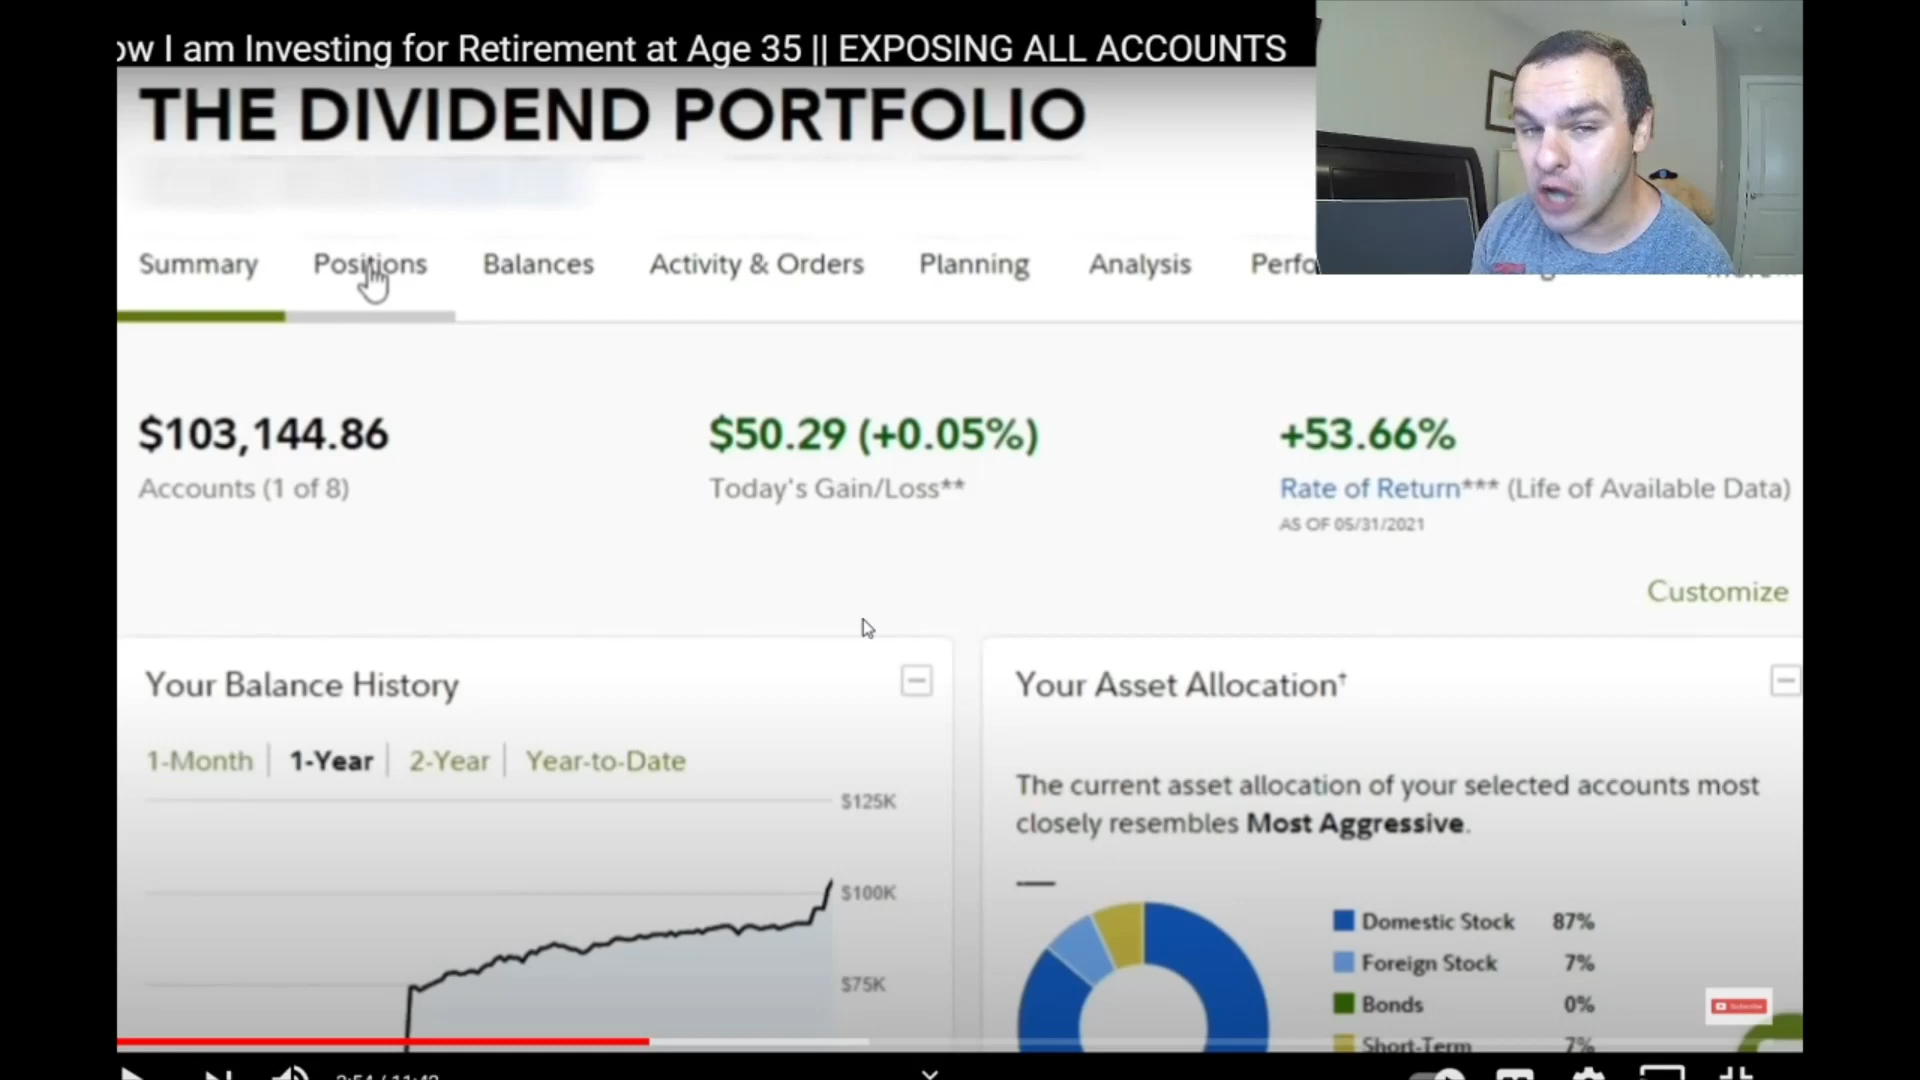 ow I am Investing for Retirement at Age 35 || EXPOSING ALL ACCOUNTS
THE DIVIDEND PORTFOLIO
Summary Positions Balances Activity & Orders Planning Analysis Perfo
$103,144.86 $50.29 (+0.05%) +53.66%
Accounts (1 of 8) Today's Gain/Loss** Rate of Return*** (Life of Available Data)
AS OF 05/31/2021
Customize
Your Balance History
1-Month 1-Year 2-Year Year-to-Date
$125K
$100K
$75K
Your Asset Allocation†
The current asset allocation of your selected accounts most
closely resembles Most Aggressive.
Domestic Stock 87%
Foreign Stock 7%
Bonds 0%
Short-Term 7%
Subscribe